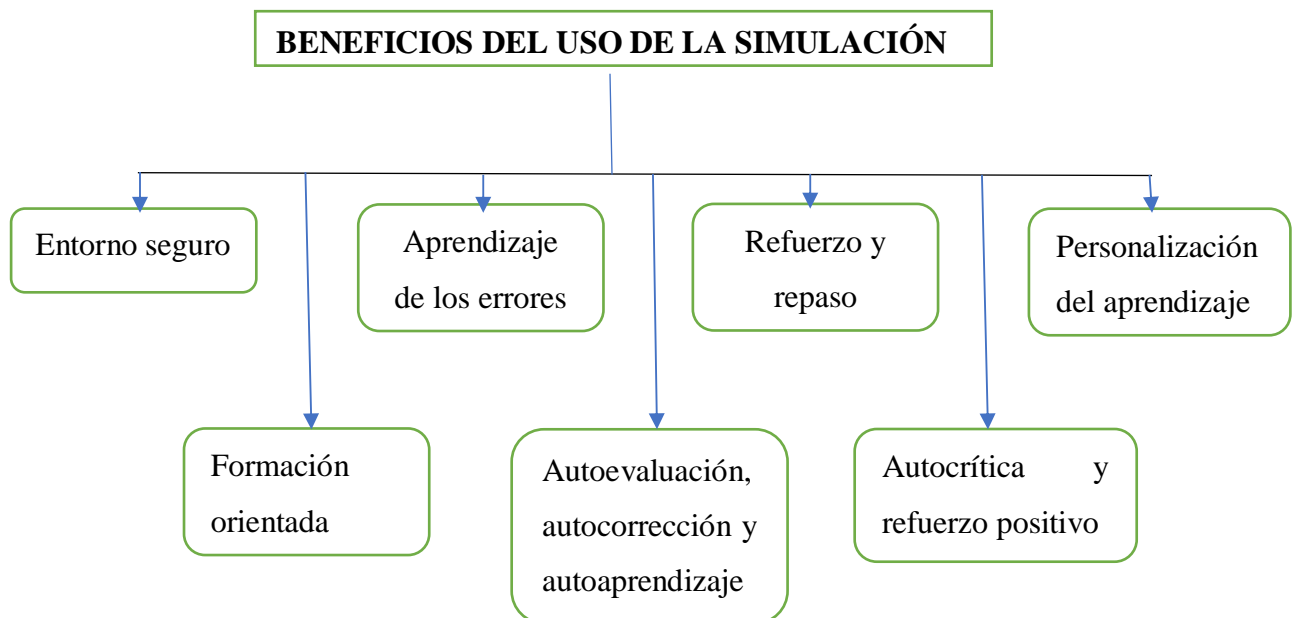 BENEFICIOS DEL USO DE LA SIMULACIÓN
Entorno seguro
Aprendizaje
de los errores
Refuerzo y
repaso
Personalización
del aprendizaje
Formación
orientada
Autoevaluación,
autocorrección y
autoaprendizaje
Autocrítica y
refuerzo positivo